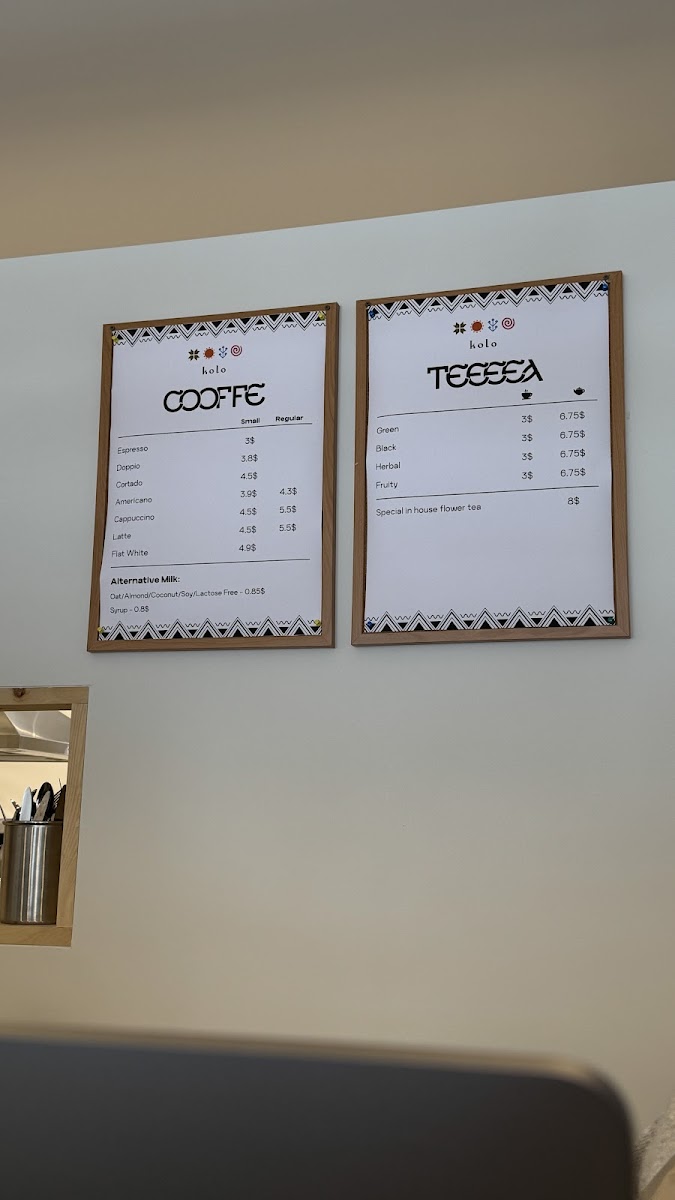 kolo
COOFFE
Small Regular
Espresso 3$
Doppio 3.8$
Cortado 4.5$
Americano 3.9$ 4.3$
Cappuccino 4.5$ 5.5$
Latte 4.5$ 5.5$
Flat White 4.9$
Alternative Milk:
Oat/Almond/Coconut/Soy/Lactose Free - 0.85$
Syrup - 0.8$
kolo
TEEEEEA
Green 3$ 6.75$
Black 3$ 6.75$
Herbal 3$ 6.75$
Fruity 3$ 6.75$
Special in house flower tea 8$